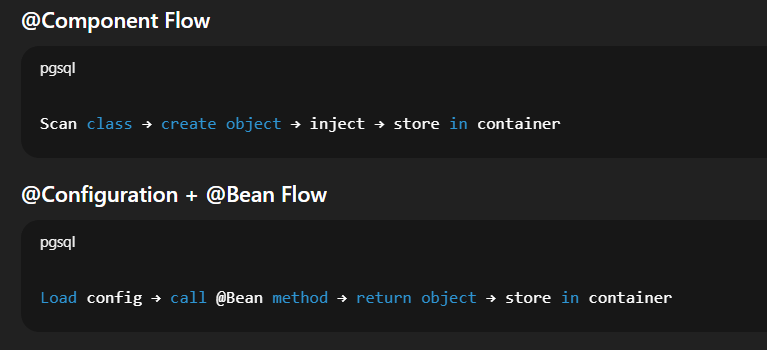 @Component Flow
pgsql
Scan class → create object → inject → store in container
@Configuration + @Bean Flow
pgsql
Load config → call @Bean method → return object → store in container